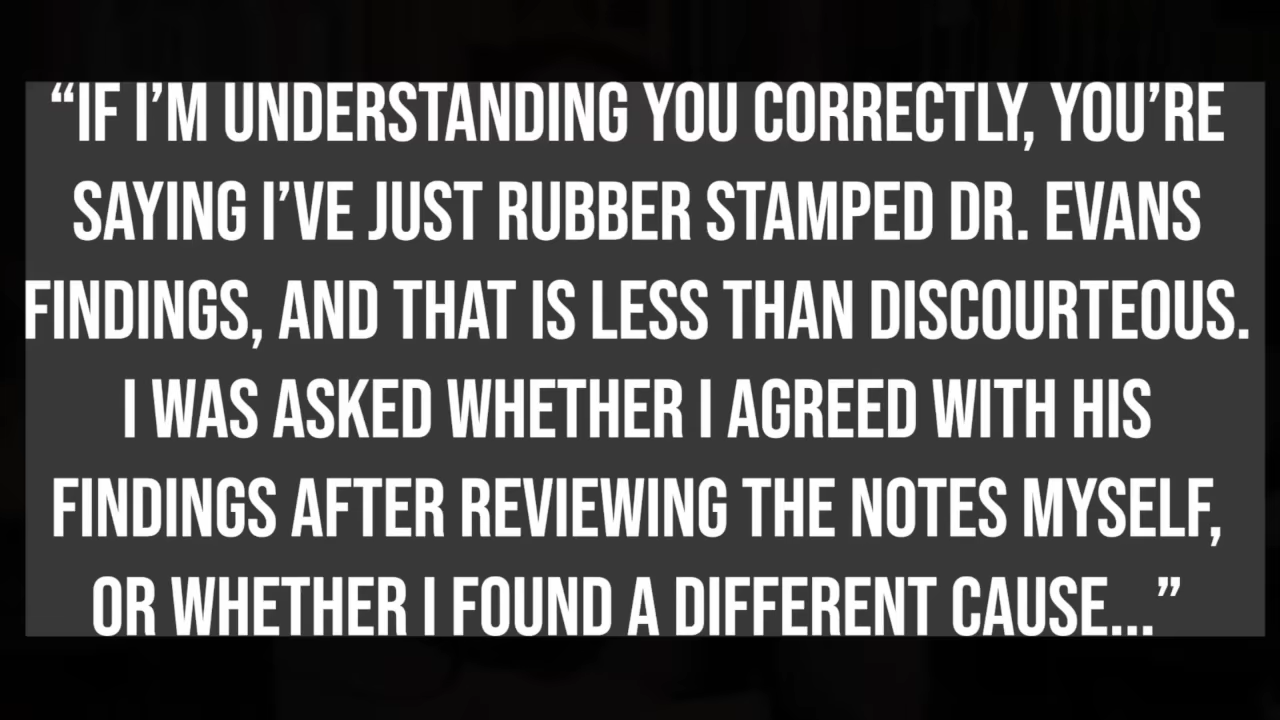 “IF I’M UNDERSTANDING YOU CORRECTLY, YOU’RE
SAYING I’VE JUST RUBBER STAMPED DR. EVANS
FINDINGS, AND THAT IS LESS THAN DISCOURTEOUS.
I WAS ASKED WHETHER I AGREED WITH HIS
FINDINGS AFTER REVIEWING THE NOTES MYSELF,
OR WHETHER I FOUND A DIFFERENT CAUSE...”